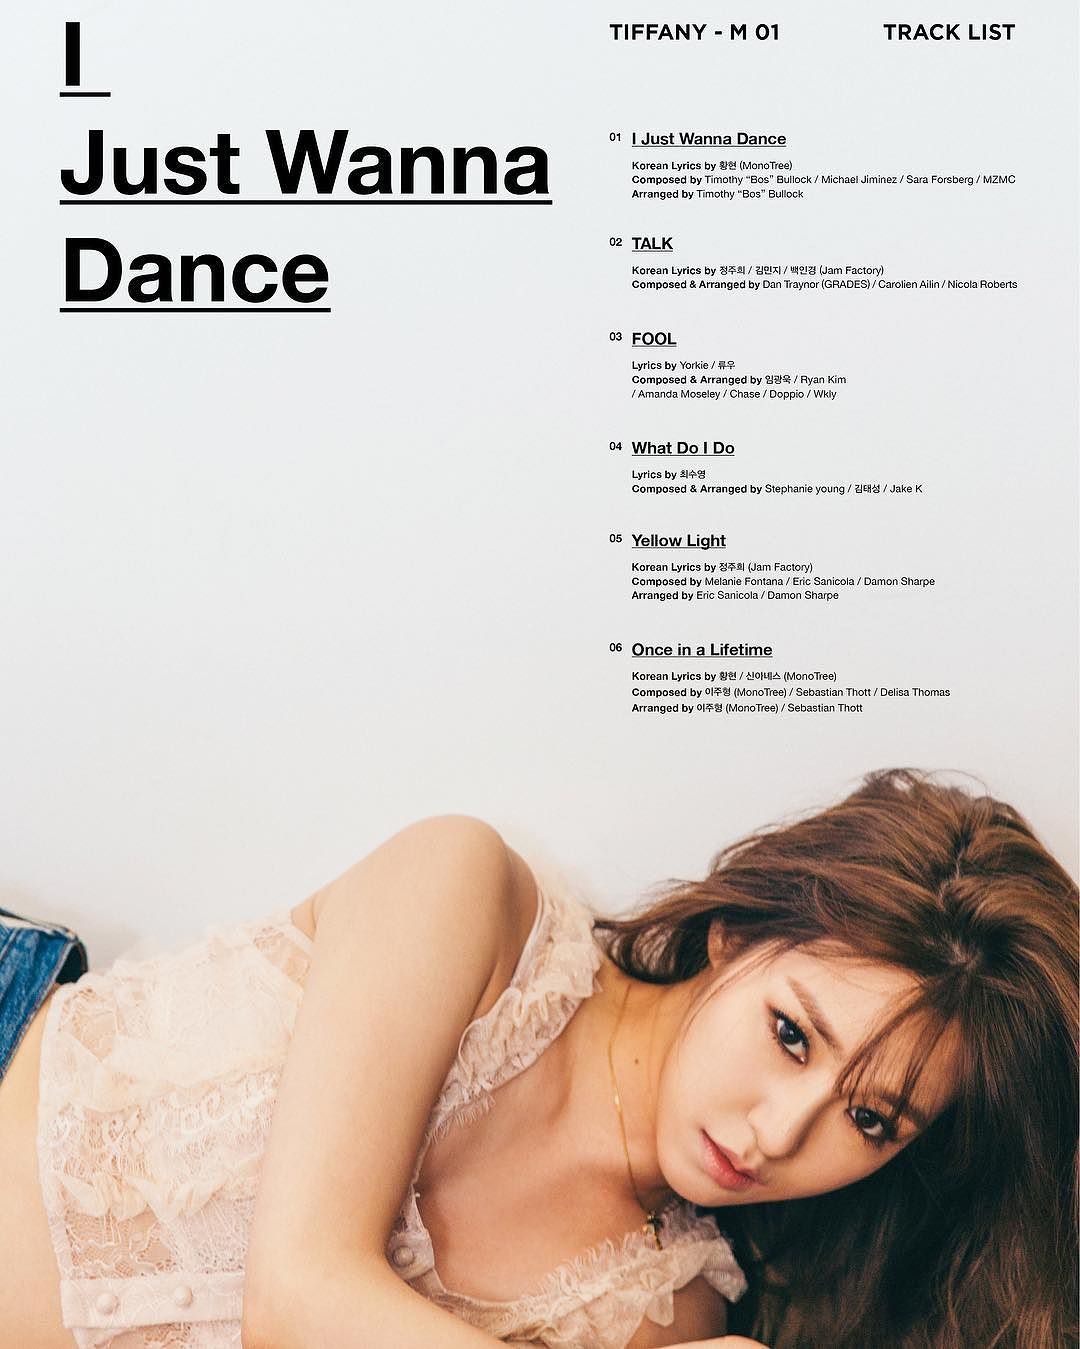 I
Just Wanna
Dance
TIFFANY - M 01
TRACK LIST
01 I Just Wanna Dance
Korean Lyrics by 황현 (MonoTree)
Composed by Timothy “Bos” Bullock / Michael Jiminez / Sara Forsberg / MZMC
Arranged by Timothy “Bos” Bullock
02 TALK
Korean Lyrics by 정주희 / 김민지 / 백인경 (Jam Factory)
Composed & Arranged by Dan Traynor (GRADES) / Carolien Ailin / Nicola Roberts
03 FOOL
Lyrics by Yorkie / 류우
Composed & Arranged by 임광욱 / Ryan Kim
/ Amanda Moseley / Chase / Doppio / Wkly
04 What Do I Do
Lyrics by 최수영
Composed & Arranged by Stephanie young / 김태성 / Jake K
05 Yellow Light
Korean Lyrics by 정주희 (Jam Factory)
Composed by Melanie Fontana / Eric Sanicola / Damon Sharpe
Arranged by Eric Sanicola / Damon Sharpe
06 Once in a Lifetime
Korean Lyrics by 황현 / 신아녜스 (MonoTree)
Composed by 이주형 (MonoTree) / Sebastian Thott / Delisa Thomas
Arranged by 이주형 (MonoTree) / Sebastian Thott